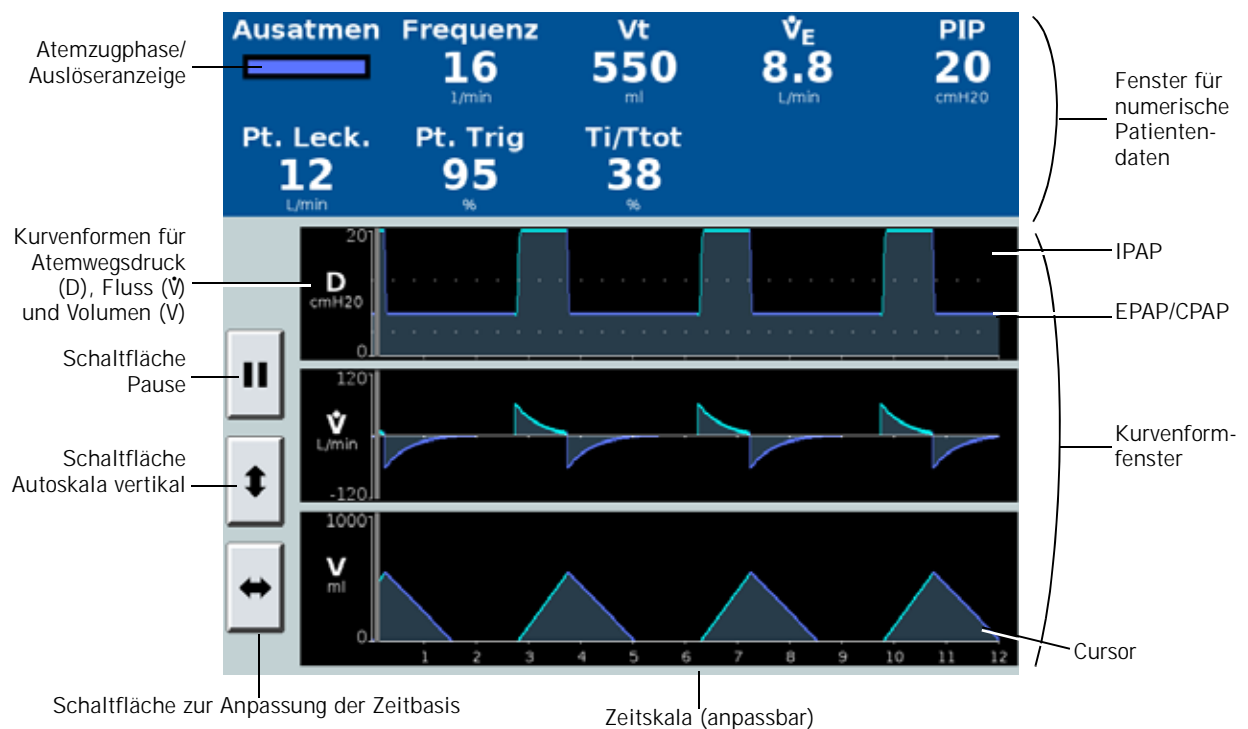 Ausatmen Frequenz Vt V̇E PIP
16 550 8.8 20
1/min ml L/min cmH20
Pt. Leck. Pt. Trig Ti/Ttot
12 95 38
L/min % %
Atemzugphase/
Auslöseranzeige
Fenster für
numerische
Patienten-
daten
Kurvenformen für
Atemwegsdruck
(D), Fluss (V̇)
und Volumen (V)
20
D
cmH20
0
IPAP
EPAP/CPAP
Schaltfläche
Pause
120
V̇
L/min
-120
Kurvenform-
fenster
Schaltfläche
Autoskala vertikal
1000
V
ml
0
1 2 3 4 5 6 7 8 9 10 11 12
Cursor
Schaltfläche zur Anpassung der Zeitbasis
Zeitskala (anpassbar)